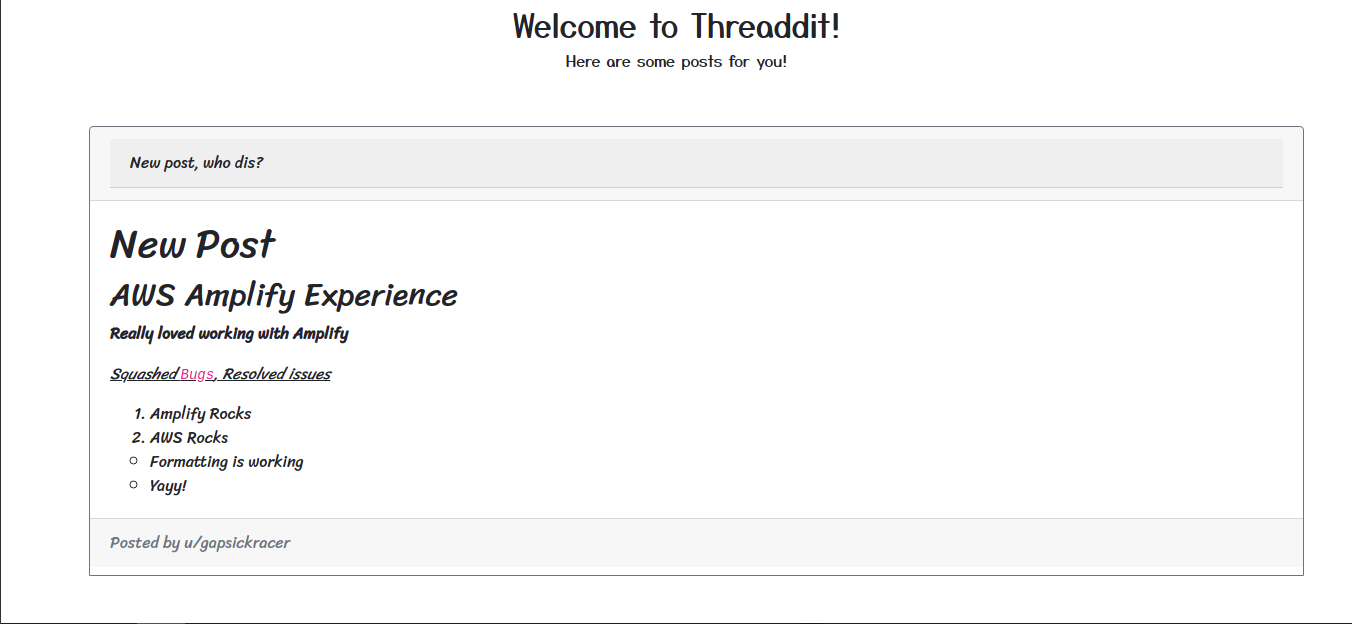 Welcome to Threaddit!
Here are some posts for you!
New post, who dis?
New Post
AWS Amplify Experience
Really loved working with Amplify
Squashed Bugs, Resolved issues
1. Amplify Rocks
2. AWS Rocks
Formatting is working
Yayy!
Posted by u/gapsickracer